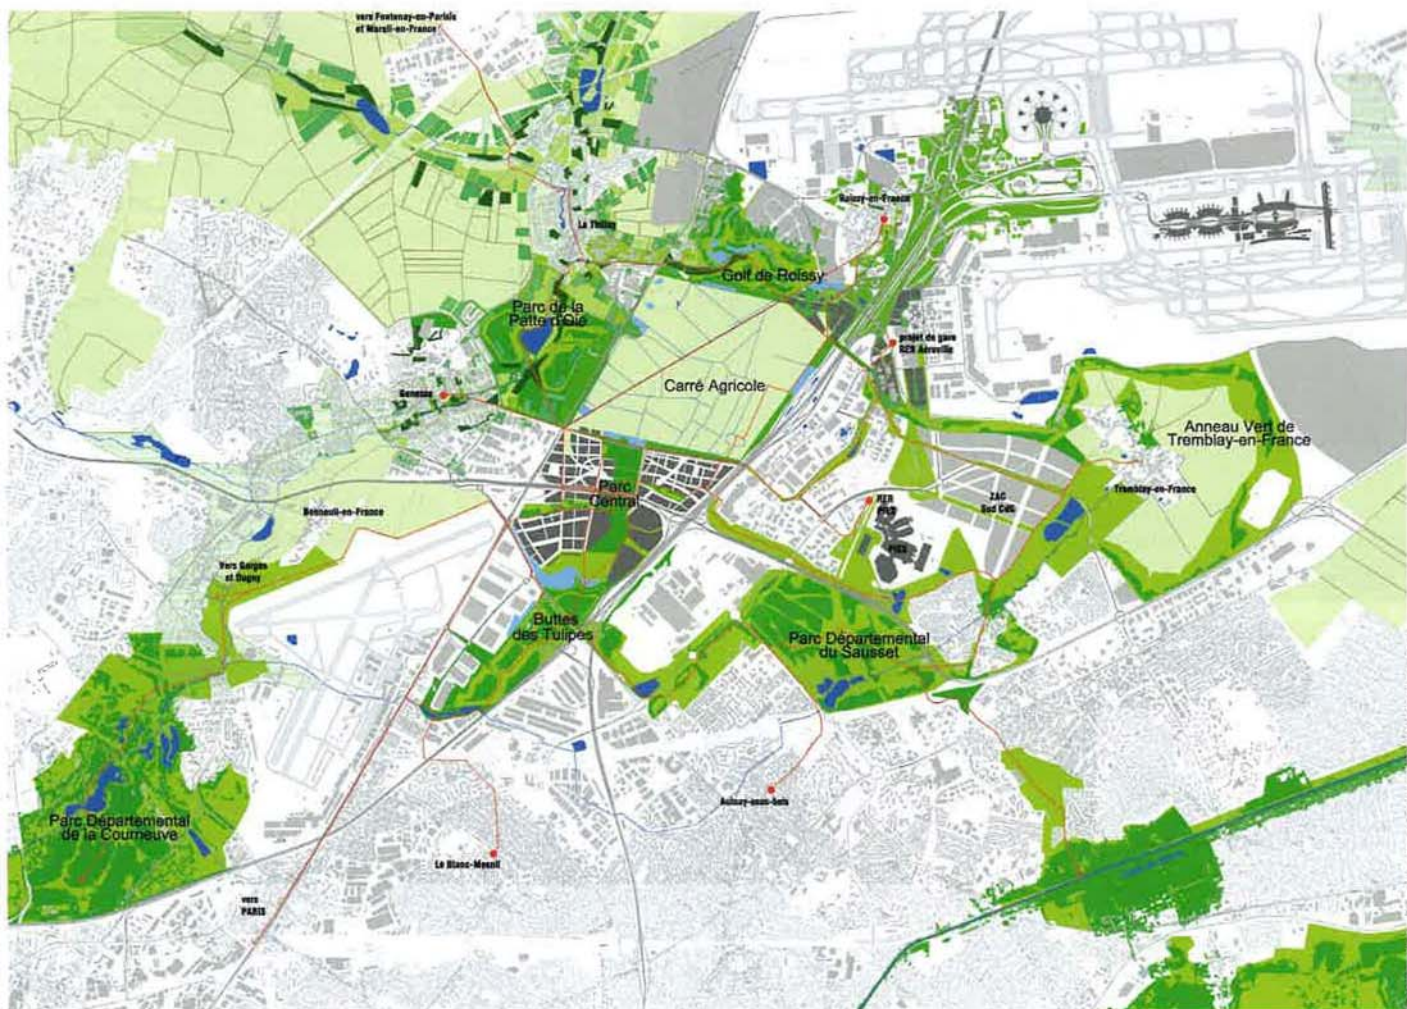 vers Fontenay-en-Parisis
et Mareil-en-France
Roissy-en-France
Le Thillay
Golf de Roissy
Parc de la
Patte d'Oie
projet de gare
RER Aéroville
Carré Agricole
Gonesse
Anneau Vert de
Tremblay-en-France
Parc
Central
Tremblay-en-France
RER
PIEX
ZAC
Sud CDG
Bonneuil-en-France
PIEX
Vers Garges
et Dugny
Buttes
des Tulipes
Parc Départemental
du Sausset
Aulnay-sous-bois
Parc Départemental
de la Courneuve
Le Blanc-Mesnil
vers
PARIS